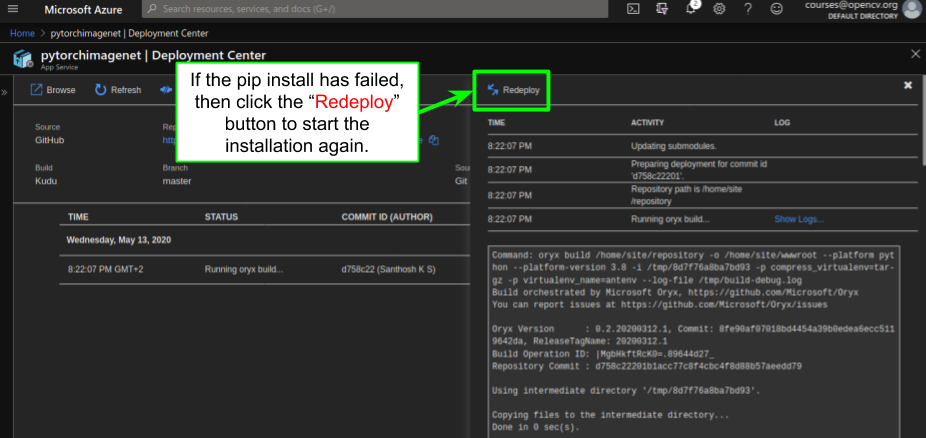 Microsoft Azure
Search resources, services, and docs (G+/)
2
courses@opencv.org
DEFAULT DIRECTORY
Home > pytorchimagenet | Deployment Center
pytorchimagenet | Deployment Center
App Service
Browse
Refresh
If the pip install has failed,
then click the “Redeploy”
button to start the
installation again.
Redeploy
Source
GitHub
Build
Kudu
Branch
master
Git
TIME STATUS COMMIT ID (AUTHOR)
Wednesday, May 13, 2020
8:22:07 PM GMT+2 Running oryx build... d758c22 (Santhosh K S)
TIME ACTIVITY LOG
8:22:07 PM Updating submodules.
8:22:07 PM Preparing deployment for commit id
'd758c22201'.
8:22:07 PM Repository path is /home/site
/repository
8:22:07 PM Running oryx build... Show Logs...
Command: oryx build /home/site/repository -o /home/site/wwwroot --platform pyt
hon --platform-version 3.8 -i /tmp/8d7f76a8ba7bd93 -p compress_virtualenv=tar-
gz -p virtualenv_name=antenv --log-file /tmp/build-debug.log
Build orchestrated by Microsoft Oryx, https://github.com/Microsoft/Oryx
You can report issues at https://github.com/Microsoft/Oryx/issues
Oryx Version : 0.2.20200312.1, Commit: 8fe90af07018bd4454a39b0edea6ecc511
9642da, ReleaseTagName: 20200312.1
Build Operation ID: |MgbHkftRcK0=.89644d27_
Repository Commit : d758c22201b1acc77c8f4cbc4f8d88b57aeedd79
Using intermediate directory '/tmp/8d7f76a8ba7bd93'.
Copying files to the intermediate directory...
Done in 0 sec(s).